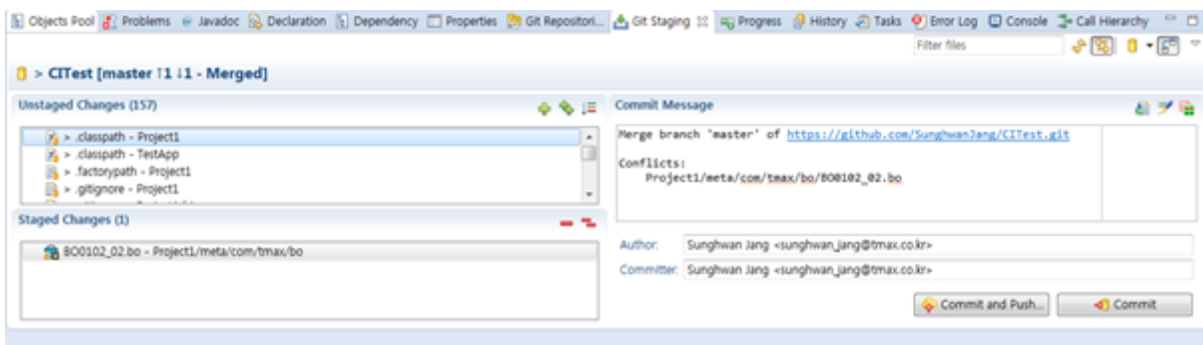 Objects Pool Problems Javadoc Declaration Dependency Properties Git Repositori... Git Staging Progress History Tasks Error Log Console Call Hierarchy
Filter files
> CITest [master ↑1 ↓1 - Merged]
Unstaged Changes (157)
> .classpath - Project1
> .classpath - TestApp
> .factorypath - Project1
> .gitignore - Project1
Staged Changes (1)
BO0102_02.bo - Project1/meta/com/tmax/bo
Commit Message
Merge branch 'master' of https://github.com/SunghwanJang/CITest.git
Conflicts:
Project1/meta/com/tmax/bo/BO0102_02.bo
Author: Sunghwan Jang <sunghwan_jang@tmax.co.kr>
Committer: Sunghwan Jang <sunghwan_jang@tmax.co.kr>
Commit and Push... Commit